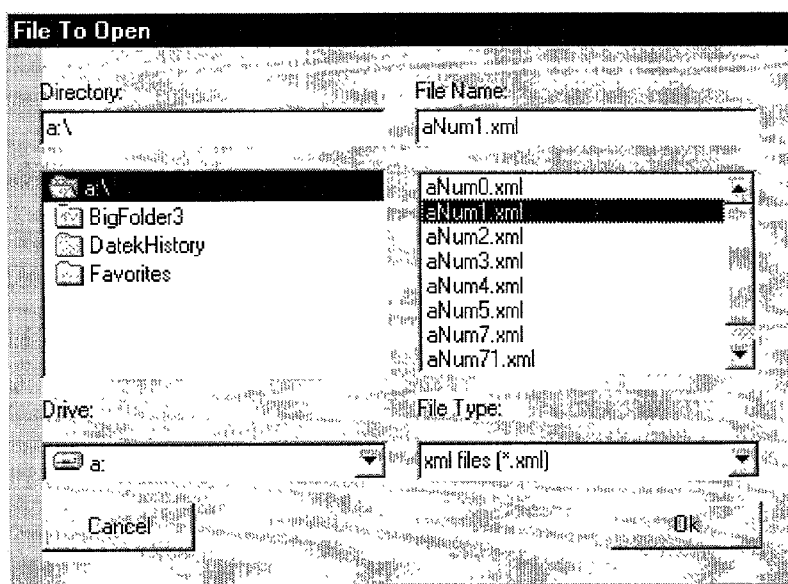 File To Open
Directory:
File Name:
a:\
aNum1.xml
a:\
BigFolder3
DatekHistory
Favorites
aNum0.xml
aNum1.xml
aNum2.xml
aNum3.xml
aNum4.xml
aNum5.xml
aNum7.xml
aNum71.xml
Drive:
File Type:
a:
xml files (*.xml)
Cancel
Ok